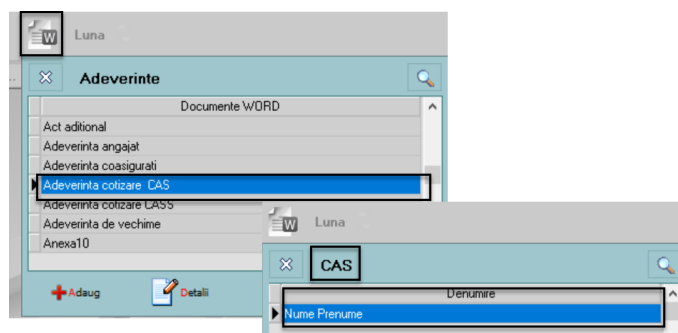 W Luna
Adeverinte
Documente WORD
Act aditional
Adeverinta angajat
Adeverinta coasigurati
Adeverinta cotizare CAS
Adeverinta cotizare CASS
Adeverinta de vechime
Anexa10
Adaug Detalii
W Luna
CAS
Denumire
Nume Prenume